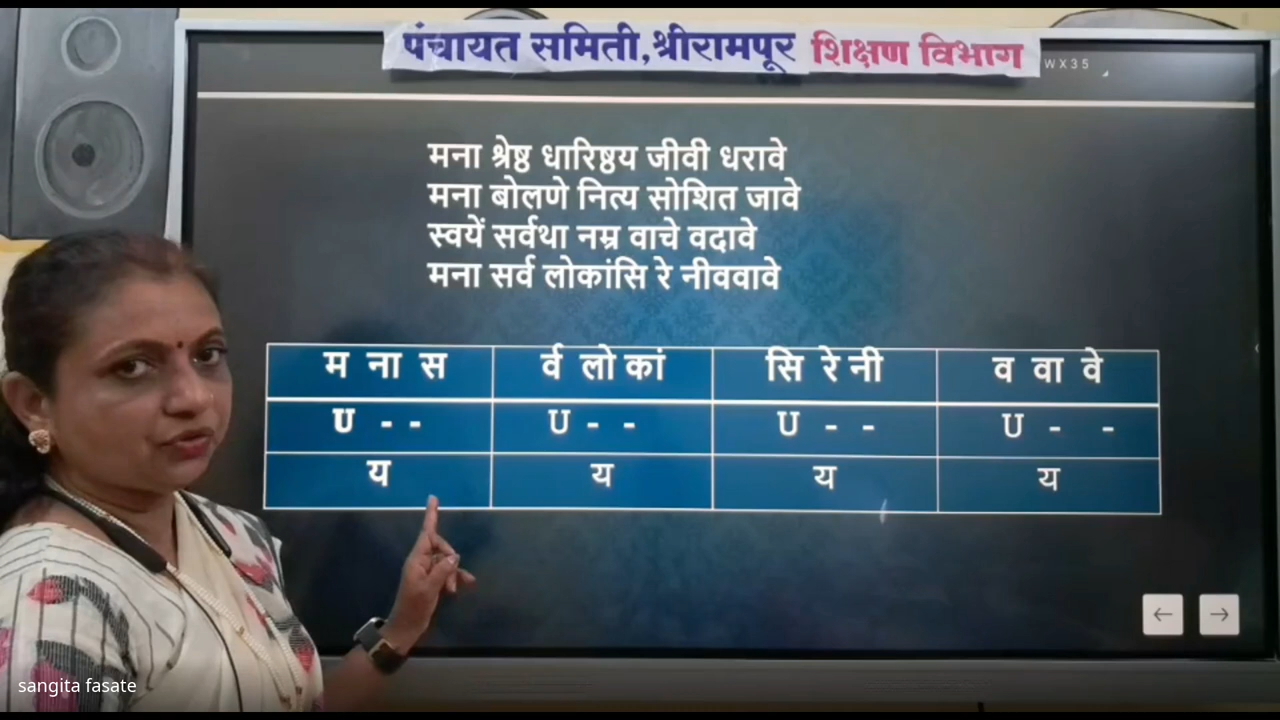 पंचायत समिती,श्रीरामपूर शिक्षण विभाग
WX35
मना श्रेष्ठ धारिष्ठय जीवी धरावे
मना बोलणे नित्य सोशित जावे
स्वयें सर्वथा नम्र वाचे वदावे
मना सर्व लोकांसि रे नीववावे
म ना स र्व लो कां सि रे नी व वा वे
U - - U - - U - - U - -
य य य य
← →
sangita fasate